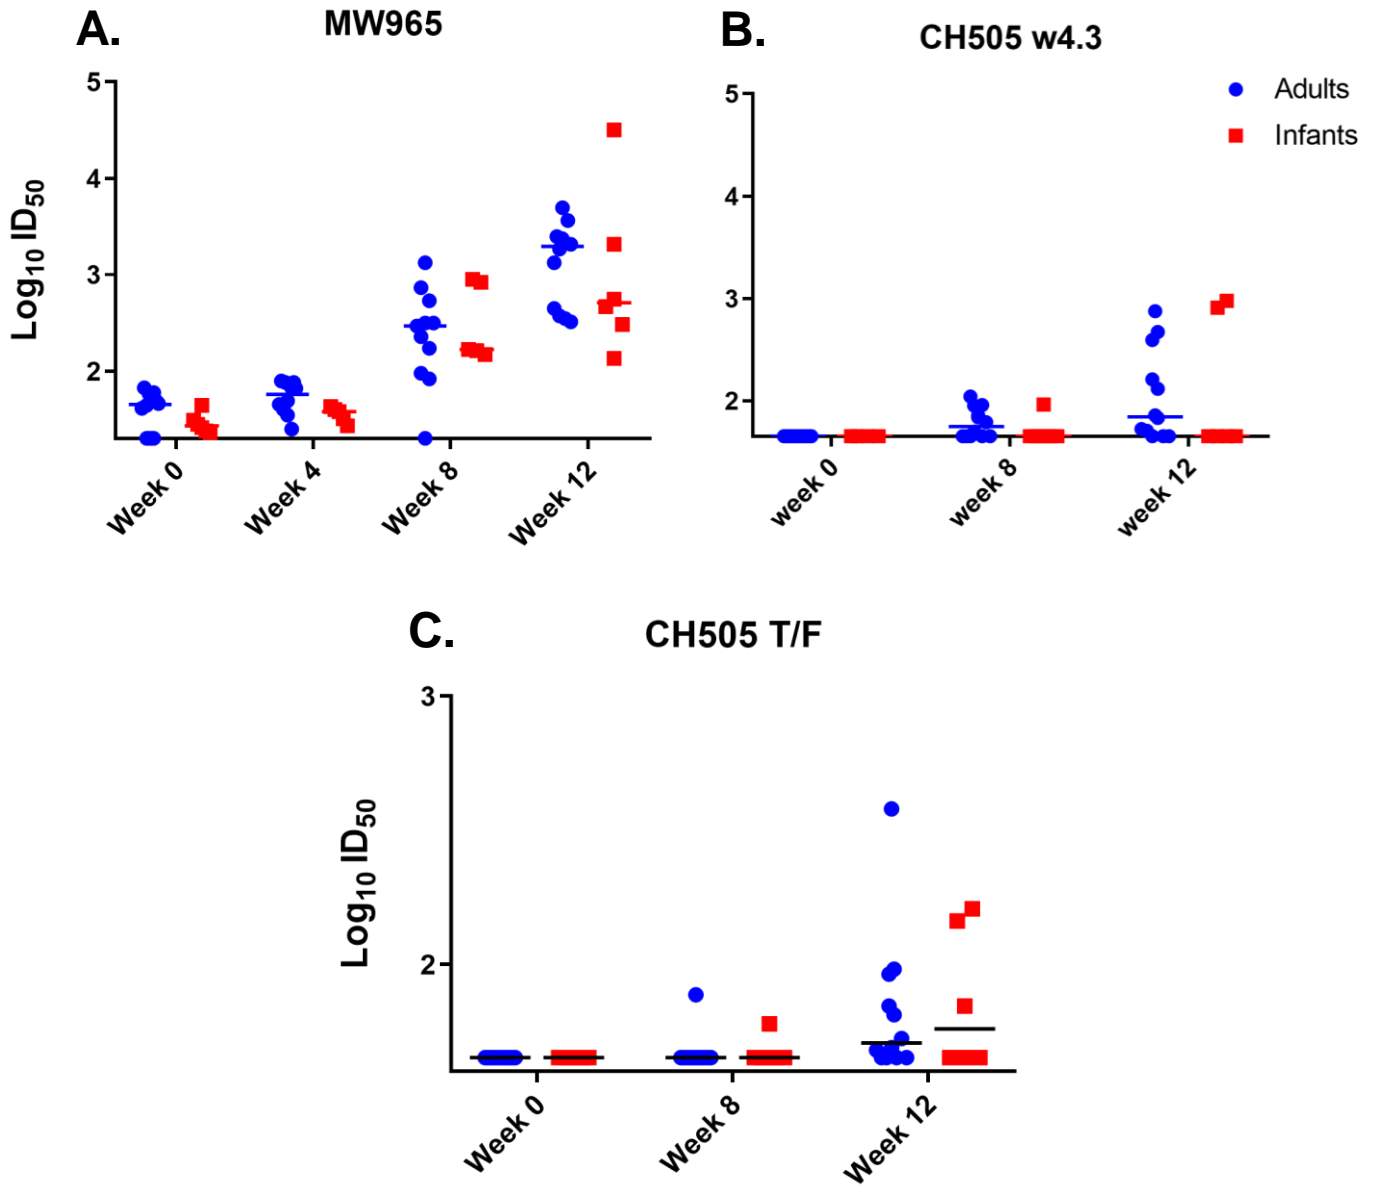 A.
MW965
5
4
3
2
Log10 ID50
Week 0
Week 4
Week 8
Week 12
B.
CH505 w4.3
Adults
Infants
5
4
3
2
week 0
week 8
week 12
C.
CH505 T/F
3
2
Log10 ID50
Week 0
Week 8
Week 12